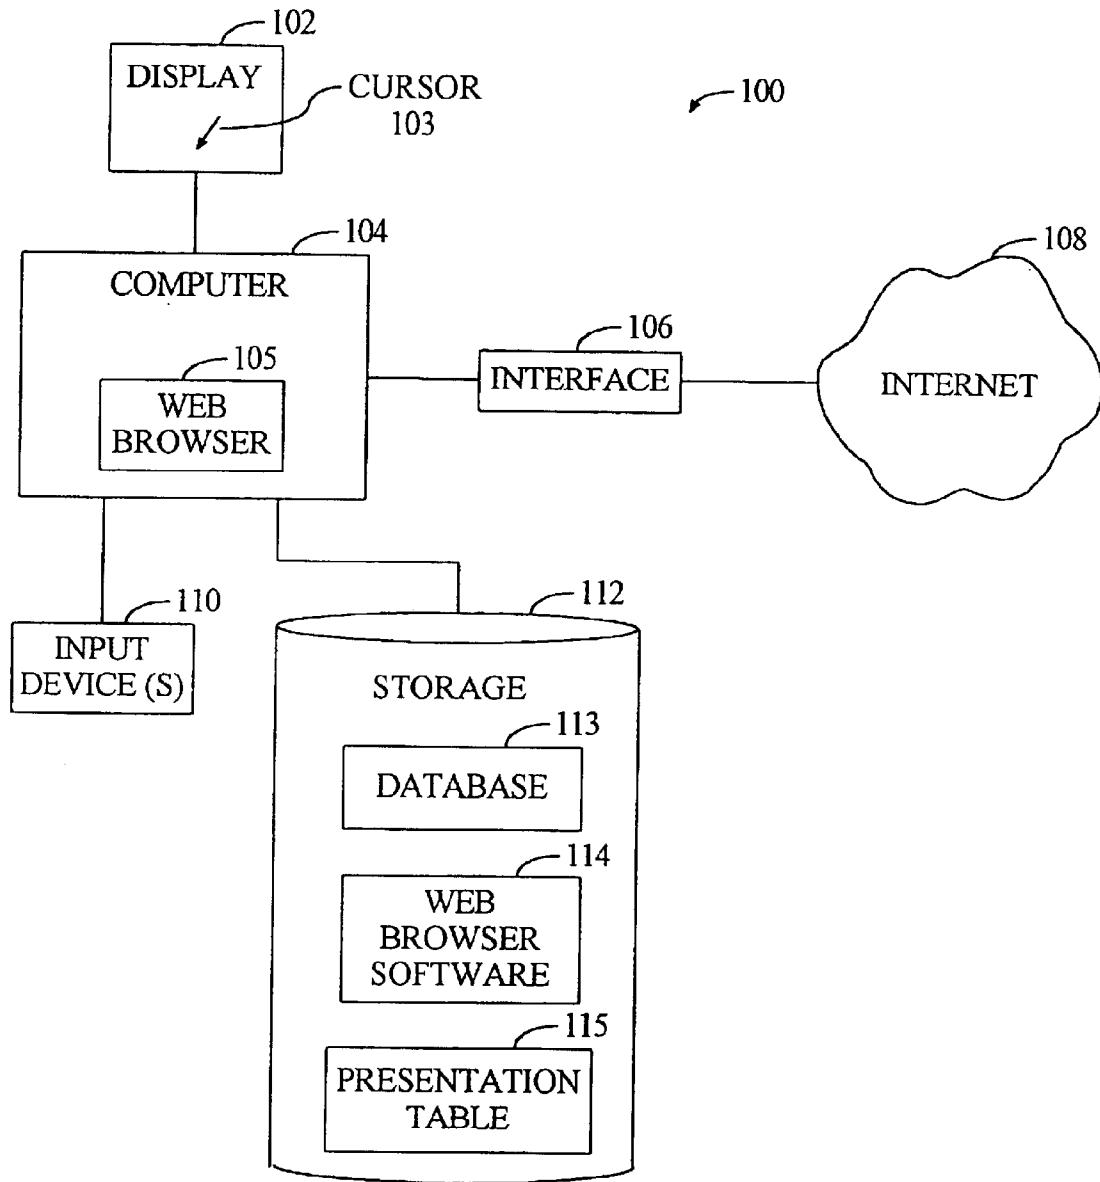 102
DISPLAY
CURSOR
103
100
104
COMPUTER
105
WEB
BROWSER
106
INTERFACE
108
INTERNET
110
INPUT
DEVICE (S)
112
STORAGE
113
DATABASE
114
WEB
BROWSER
SOFTWARE
115
PRESENTATION
TABLE